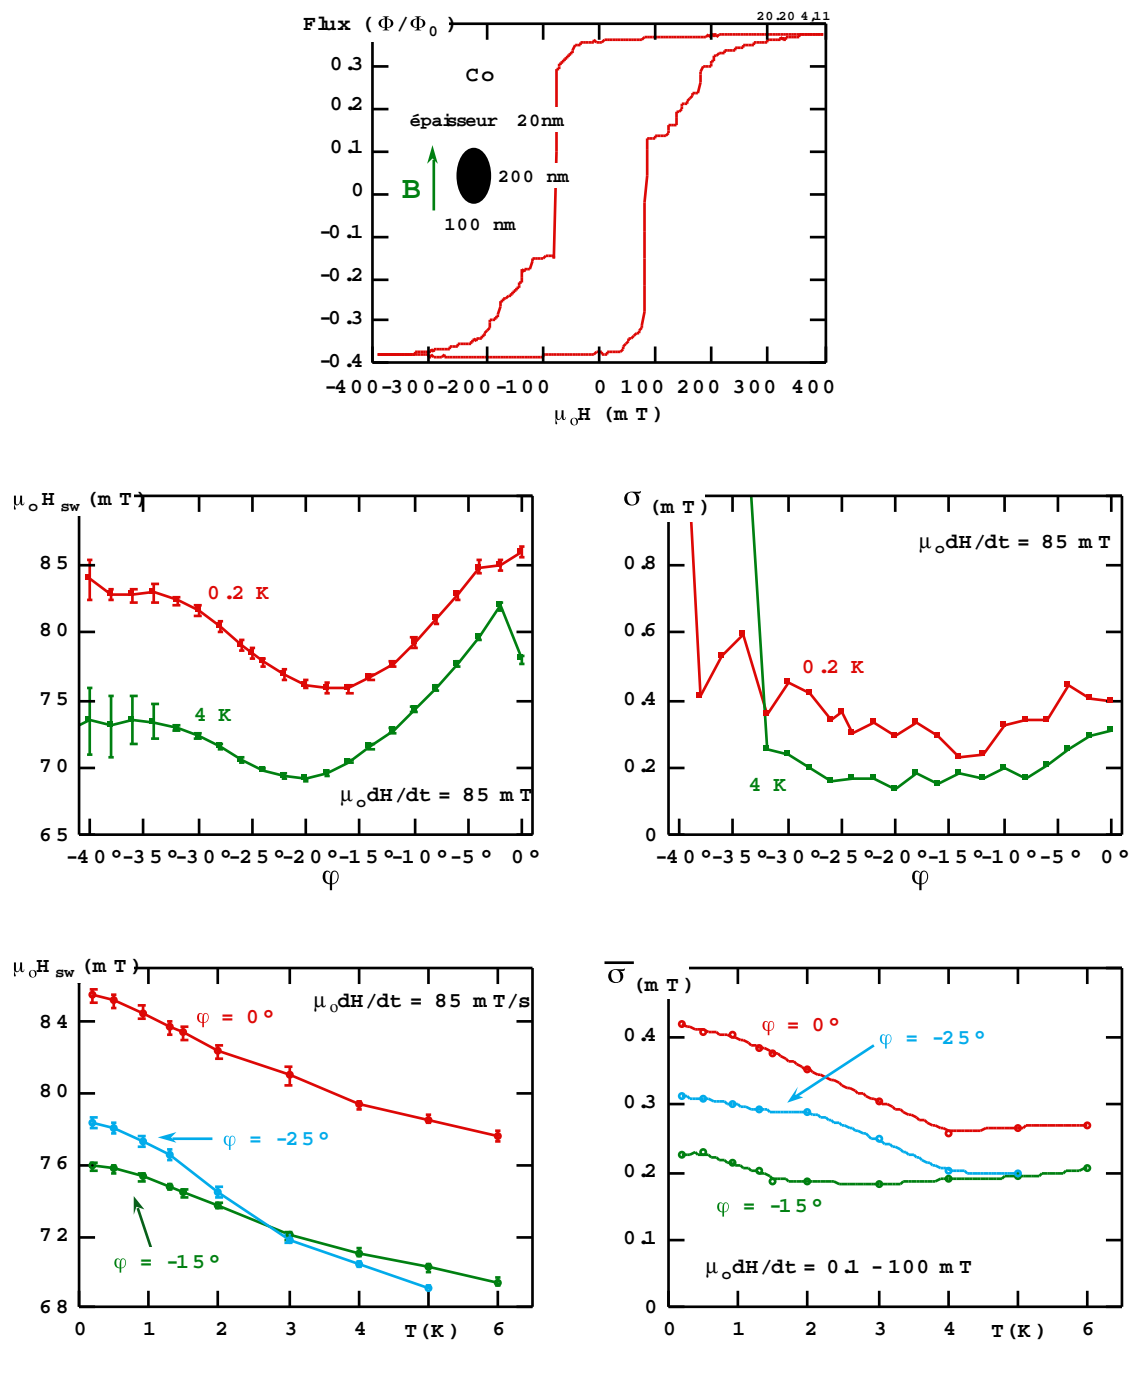 Flux (Φ/Φ0)
20.20 4,11
0.3
Co
0.2
épaisseur 20nm
0.1
200 nm
0
B
-0.1
100 nm
-0.2
-0.3
-0.4
-400 -300 -200 -100 0 100 200 300 400
μoH (mT)
μoHsw (mT)
85
0.2 K
80
75
4 K
70
μodH/dt = 85 mT
65
-40° -35° -30° -25° -20° -15° -10° -5° 0°
φ
σ (mT)
μodH/dt = 85 mT
0.8
0.6
0.2 K
0.4
0.2
4 K
0
-40° -35° -30° -25° -20° -15° -10° -5° 0°
φ
μoHsw (mT)
μodH/dt = 85 mT/s
84
φ = 0°
80
φ = -25°
76
72
φ = -15°
68
0 1 2 3 4 T(K) 6
σ (mT)
φ = 0°
0.4
φ = -25°
0.3
0.2
φ = -15°
0.1
μodH/dt = 0.1 - 100 mT
0
0 1 2 3 4 T(K) 6